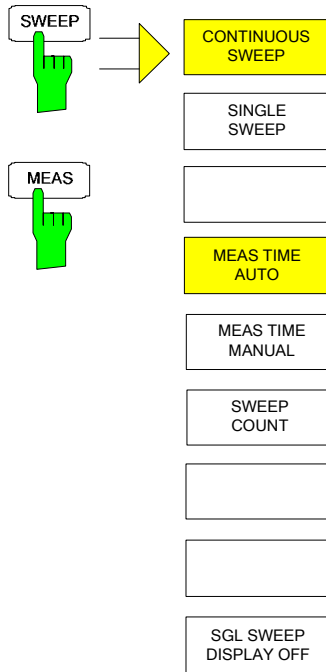 SWEEP
CONTINUOUS
SWEEP
SINGLE
SWEEP
MEAS
MEAS TIME
AUTO
MEAS TIME
MANUAL
SWEEP
COUNT
SGL SWEEP
DISPLAY OFF